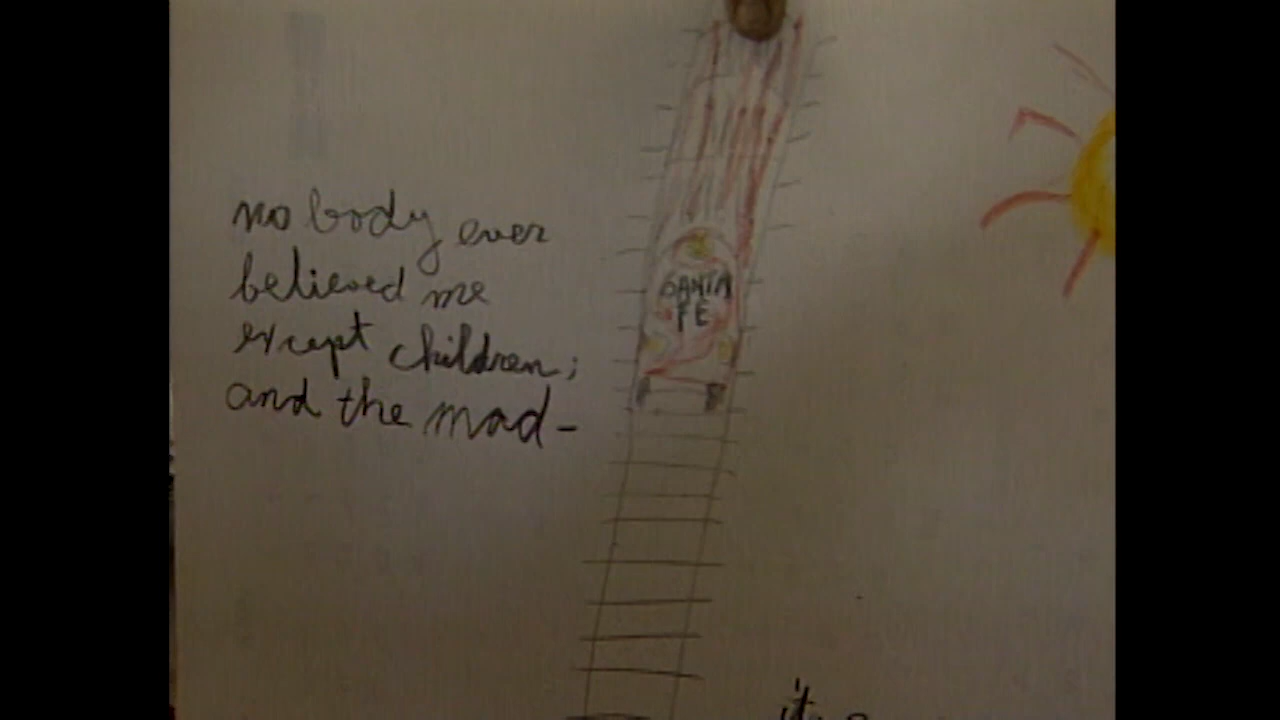 no body ever
believed me
except children;
and the mad-
SANTA
FE